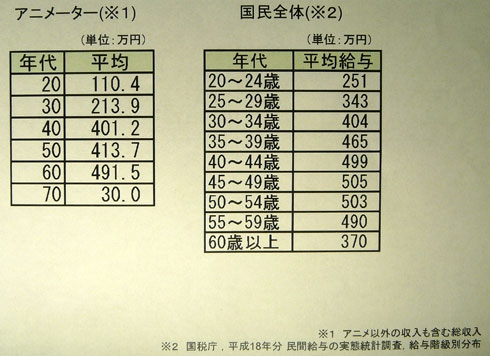 アニメーター(※1)
(単位:万円)
年代 平均
20 110.4
30 213.9
40 401.2
50 413.7
60 491.5
70 30.0
国民全体(※2)
(単位:万円)
年代 平均給与
20～24歳 251
25～29歳 343
30～34歳 404
35～39歳 465
40～44歳 499
45～49歳 505
50～54歳 503
55～59歳 490
60歳以上 370
※1 アニメ以外の収入も含む総収入
※2 国税庁，平成18年分 民間給与の実態統計調査，給与階級別分布